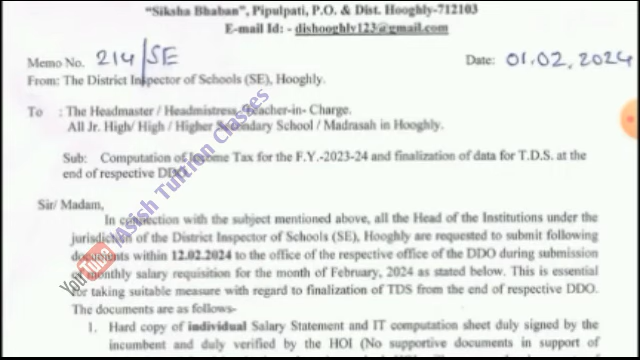 "Siksha Bhaban", Pipulpati, P.O. & Dist. Hooghly-712103
E-mail Id: - dishooghly123@gmail.com
Memo No. 214/SE Date: 01.02.2024
From: The District Inspector of Schools (SE), Hooghly.
To : The Headmaster / Headmistress, Teacher-in- Charge.
All Jr. High/ High / Higher Secondary School / Madrasah in Hooghly.
Sub: Computation of Income Tax for the F.Y.-2023-24 and finalization of data for T.D.S. at the
end of respective DDO.
Sir/ Madam,
In connection with the subject mentioned above, all the Head of the Institutions under the
jurisdiction of the District Inspector of Schools (SE), Hooghly are requested to submit following
documents within 12.02.2024 to the office of the respective office of the DDO during submission
of monthly salary requisition for the month of February, 2024 as stated below. This is essential
for taking suitable measure with regard to finalization of TDS from the end of respective DDO.
The documents are as follows-
1. Hard copy of individual Salary Statement and IT computation sheet duly signed by the
incumbent and duly verified by the HOI (No supportive documents in support of
YouTube/Asish Tuition Classes